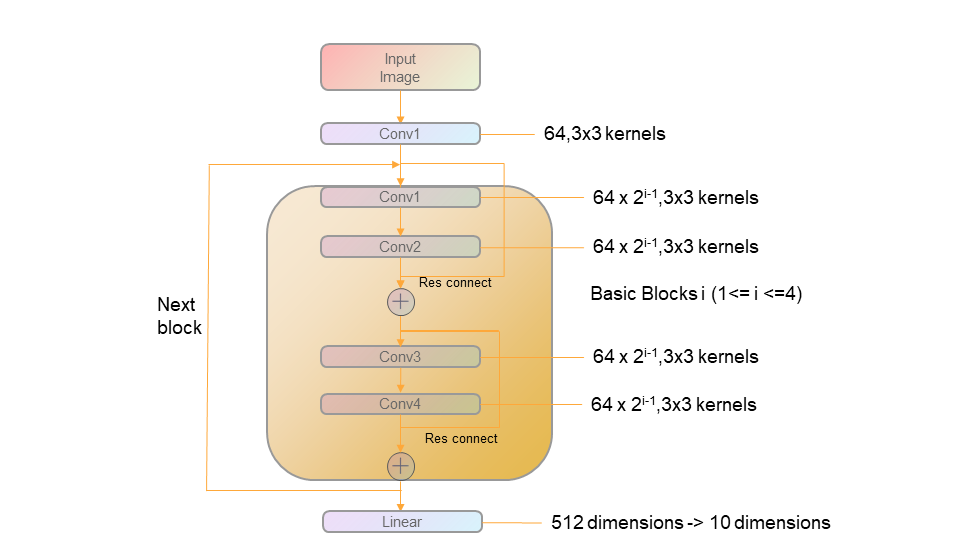 Input
Image
Conv1
64,3x3 kernels
Conv1
64 x 2^{i-1},3x3 kernels
Conv2
64 x 2^{i-1},3x3 kernels
Res connect
Basic Blocks i (1<= i <=4)
Next
block
Conv3
64 x 2^{i-1},3x3 kernels
Conv4
64 x 2^{i-1},3x3 kernels
Res connect
Linear
512 dimensions -> 10 dimensions